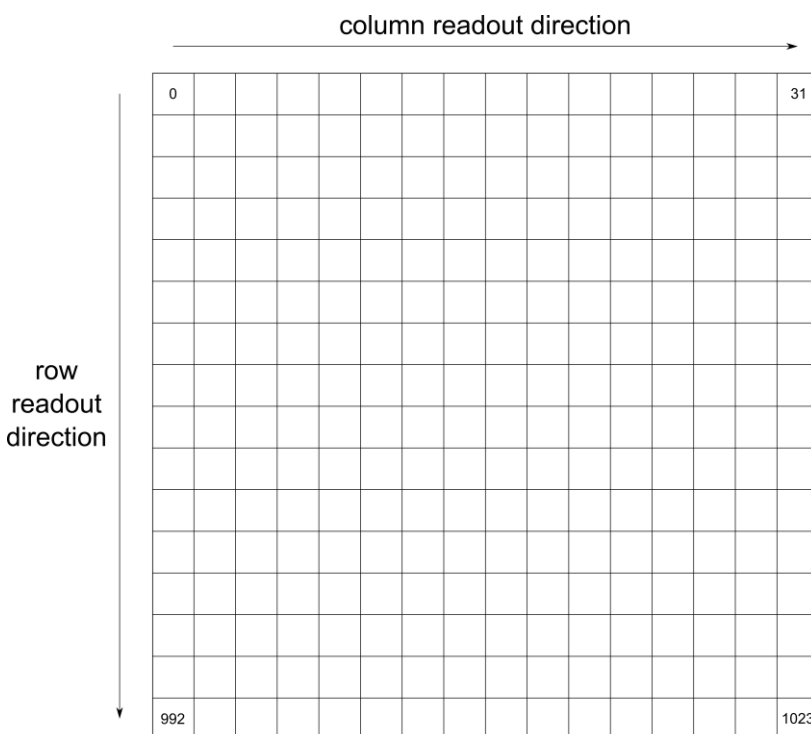 column readout direction
0
31
row
readout
direction
992
1023